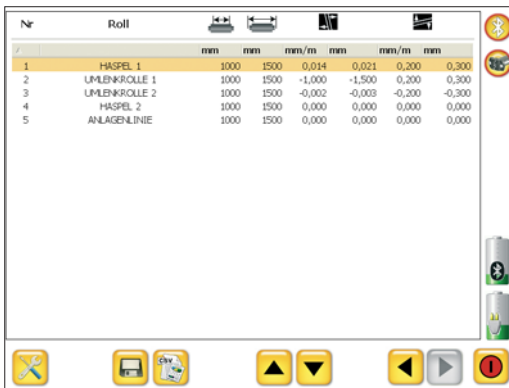 Nr Roll
mm mm mm/m mm mm/m mm
1 HASPEL 1 1000 1500 0,014 0,021 0,200 0,300
2 UMLENKROLLE 1 1000 1500 -1,000 -1,500 0,200 0,300
3 UMLENKROLLE 2 1000 1500 -0,002 -0,003 -0,200 -0,300
4 HASPEL 2 1000 1500 0,000 0,000 0,000 0,000
5 ANLAGENLINIE 1000 1500 0,000 0,000 0,000 0,000
CSV